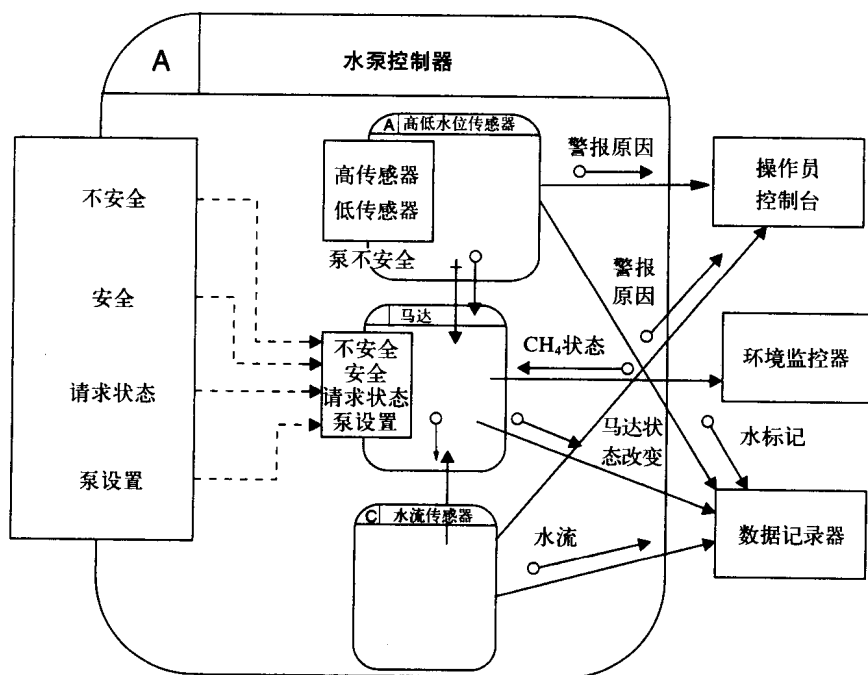 A
水泵控制器
不安全
安全
请求状态
泵设置
A
高低水位传感器
高传感器
低传感器
泵不安全
马达
不安全
安全
请求状态
泵设置
C
水流传感器
警报原因
警报
原因
CH₄状态
马达状
态改变
水标记
水流
操作员
控制台
环境监控器
数据记录器